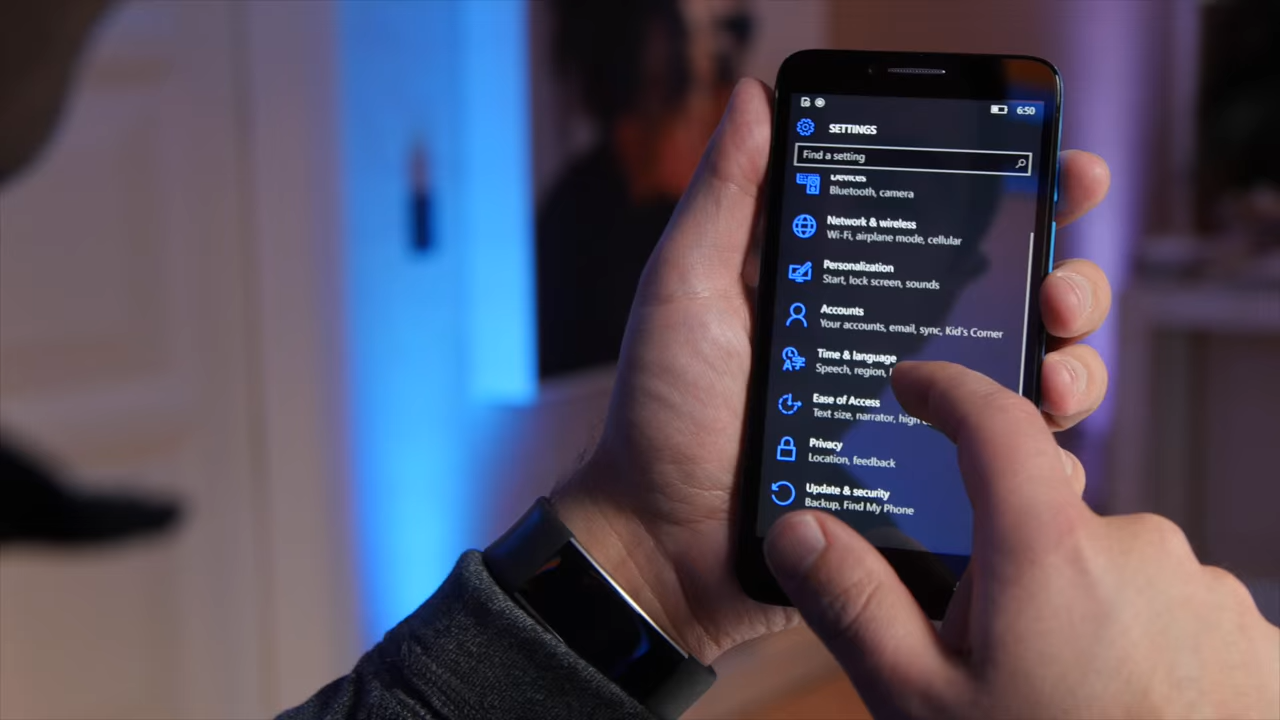 6:50
SETTINGS
Find a setting
Devices
Bluetooth, camera
Network & wireless
Wi-Fi, airplane mode, cellular
Personalization
Start, lock screen, sounds
Accounts
Your accounts, email, sync, Kid's Corner
Time & language
Speech, region,
Ease of Access
Text size, narrator, high
Privacy
Location, feedback
Update & security
Backup, Find My Phone